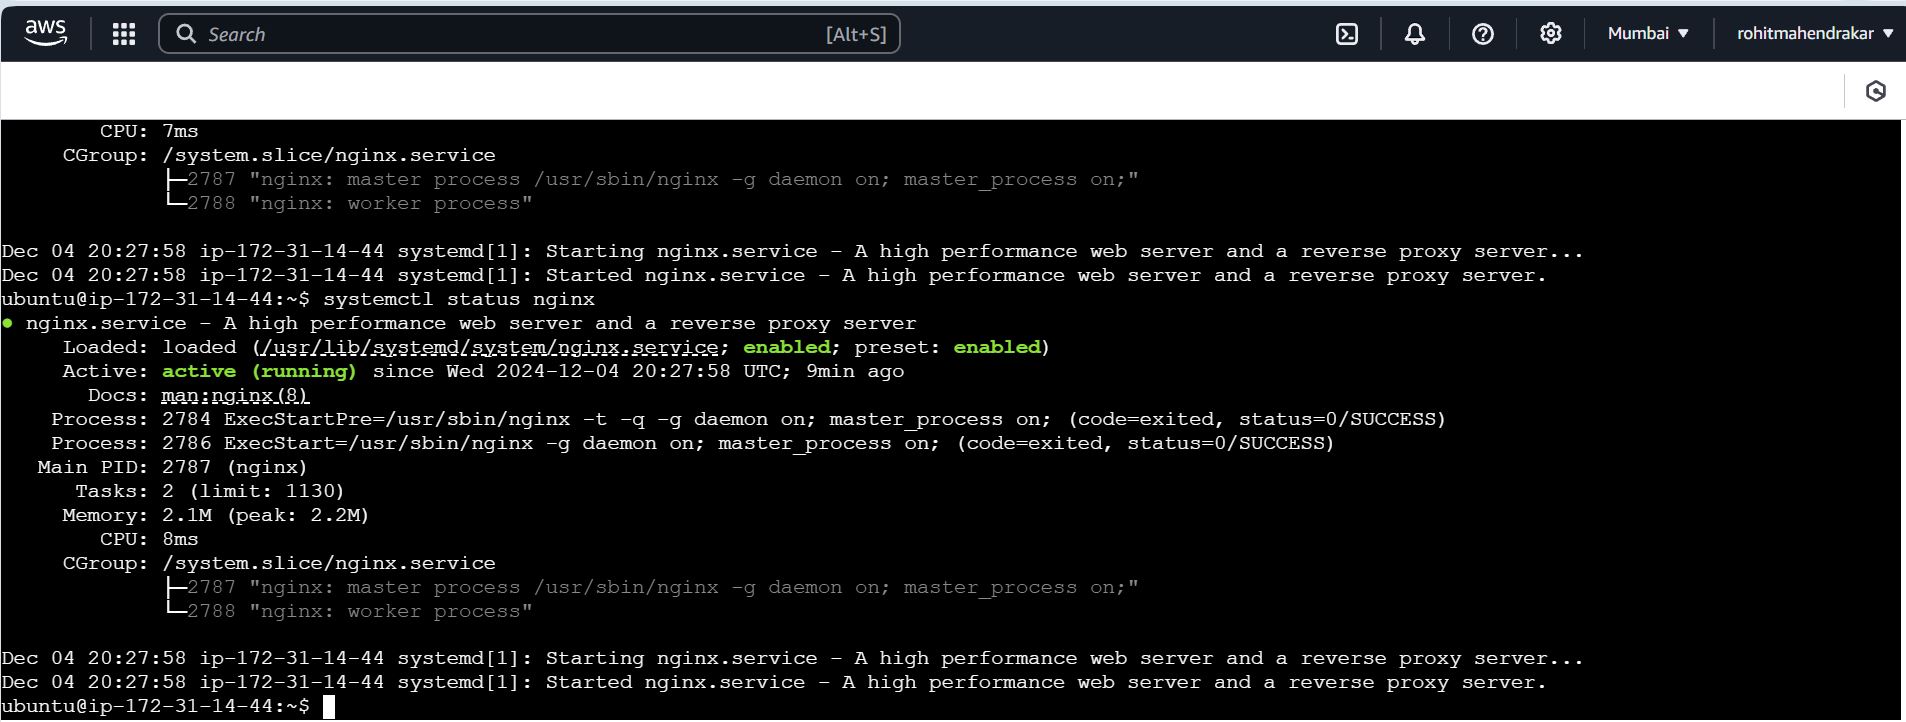 aws
Search [Alt+S]
Mumbai ▼
rohitmahendrakar ▼
CPU: 7ms
CGroup: /system.slice/nginx.service
├─2787 "nginx: master process /usr/sbin/nginx -g daemon on; master_process on;"
└─2788 "nginx: worker process"
Dec 04 20:27:58 ip-172-31-14-44 systemd[1]: Starting nginx.service - A high performance web server and a reverse proxy server...
Dec 04 20:27:58 ip-172-31-14-44 systemd[1]: Started nginx.service - A high performance web server and a reverse proxy server.
ubuntu@ip-172-31-14-44:~$ systemctl status nginx
● nginx.service - A high performance web server and a reverse proxy server
Loaded: loaded (/usr/lib/systemd/system/nginx.service; enabled; preset: enabled)
Active: active (running) since Wed 2024-12-04 20:27:58 UTC; 9min ago
Docs: man:nginx(8)
Process: 2784 ExecStartPre=/usr/sbin/nginx -t -q -g daemon on; master_process on; (code=exited, status=0/SUCCESS)
Process: 2786 ExecStart=/usr/sbin/nginx -g daemon on; master_process on; (code=exited, status=0/SUCCESS)
Main PID: 2787 (nginx)
Tasks: 2 (limit: 1130)
Memory: 2.1M (peak: 2.2M)
CPU: 8ms
CGroup: /system.slice/nginx.service
├─2787 "nginx: master process /usr/sbin/nginx -g daemon on; master_process on;"
└─2788 "nginx: worker process"
Dec 04 20:27:58 ip-172-31-14-44 systemd[1]: Starting nginx.service - A high performance web server and a reverse proxy server...
Dec 04 20:27:58 ip-172-31-14-44 systemd[1]: Started nginx.service - A high performance web server and a reverse proxy server.
ubuntu@ip-172-31-14-44:~$